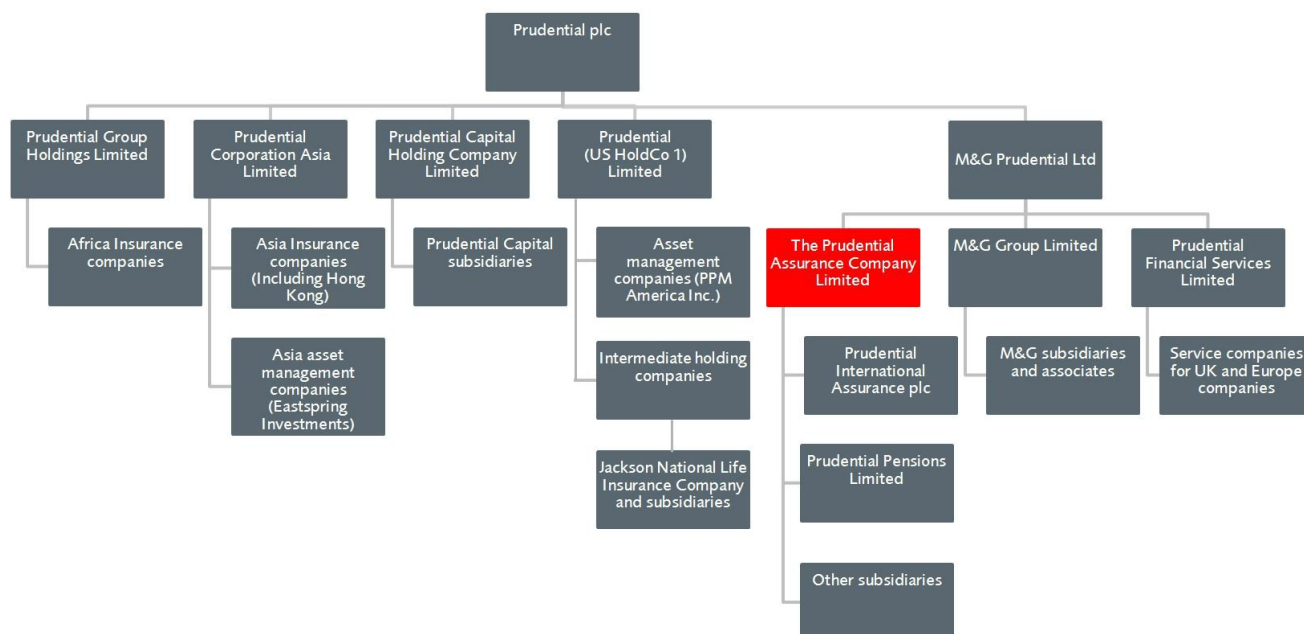 Prudential plc
Prudential Group
Holdings Limited
Prudential
Corporation Asia
Limited
Prudential Capital
Holding Company
Limited
Prudential
(US HoldCo 1)
Limited
M&G Prudential Ltd
Africa Insurance
companies
Asia Insurance
companies
(Including Hong
Kong)
Prudential Capital
subsidiaries
Asset
management
companies (PPM
America Inc.)
The Prudential
Assurance Company
Limited
M&G Group Limited
Prudential
Financial Services
Limited
Asia asset
management
companies
(Eastspring
Investments)
Intermediate holding
companies
Prudential
International
Assurance plc
M&G subsidiaries
and associates
Service companies
for UK and Europe
companies
Jackson National Life
Insurance Company
and subsidiaries
Prudential Pensions
Limited
Other subsidiaries